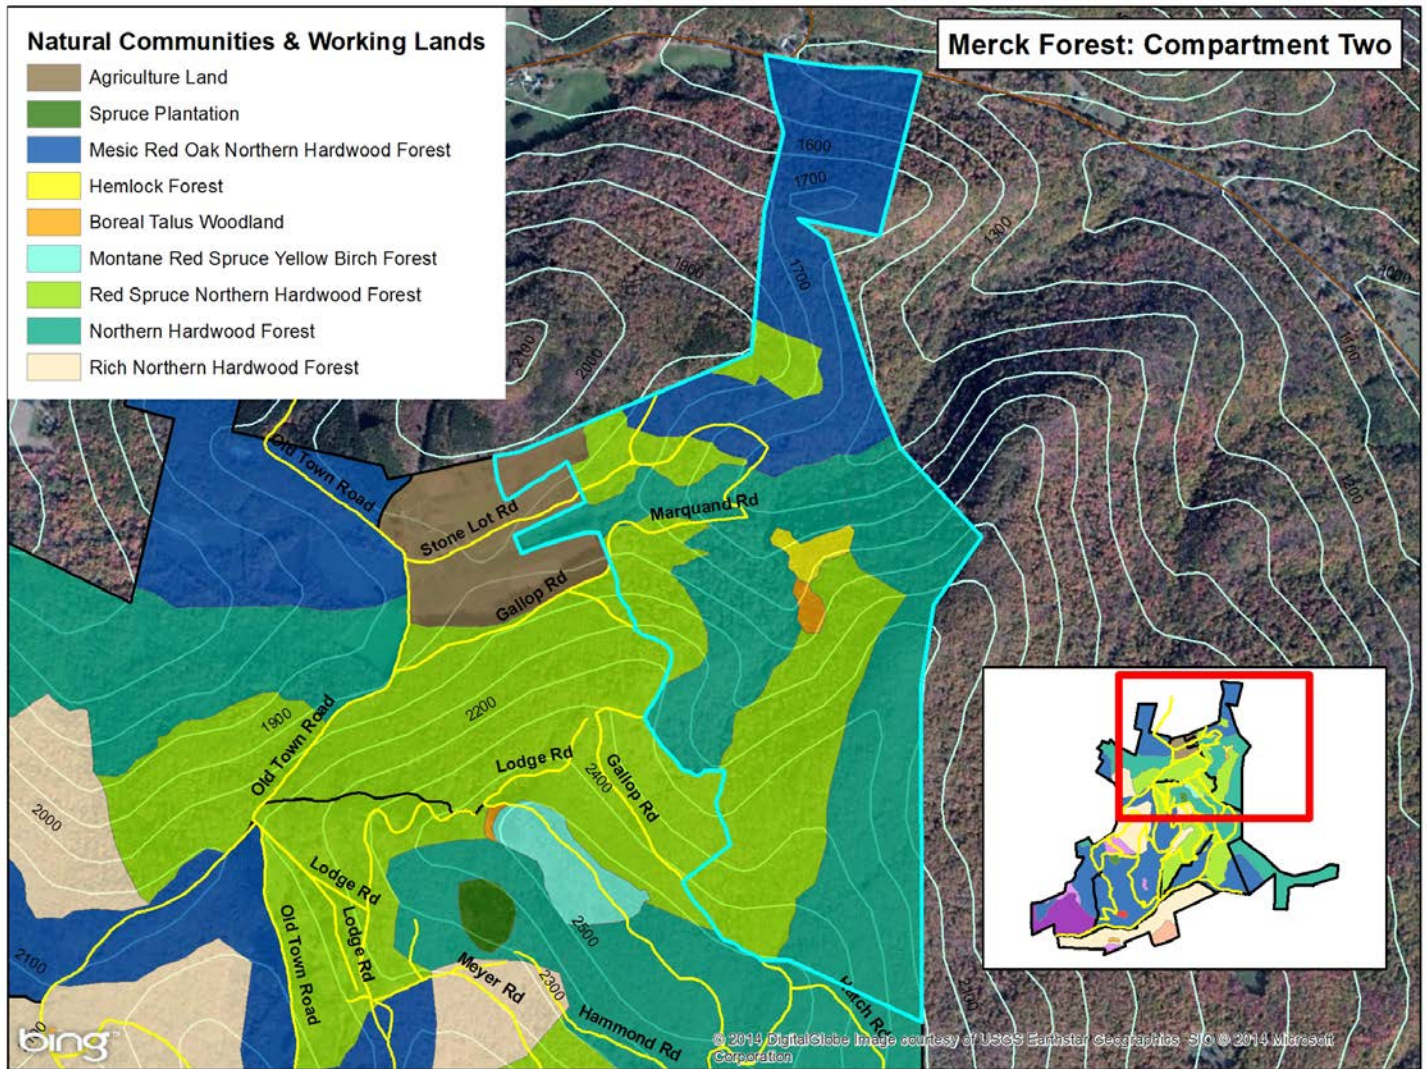 Natural Communities & Working Lands
Agriculture Land
Spruce Plantation
Mesic Red Oak Northern Hardwood Forest
Hemlock Forest
Boreal Talus Woodland
Montane Red Spruce Yellow Birch Forest
Red Spruce Northern Hardwood Forest
Northern Hardwood Forest
Rich Northern Hardwood Forest
Merck Forest: Compartment Two
1600
1700
1300
1700
2100
2000
1200
Old Town Road
Stone Lot Rd
Marquand Rd
Gallop Rd
1900
2200
Old Town Road
Lodge Rd
2400
Gallop Rd
2000
Lodge Rd
Lodge Rd
Old Town Road
2500
2100
Meyer Rd
2300
Hammond Rd
bing™
© 2014 DigitalGlobe Image courtesy of USGS Earthstar Geographics SIO © 2014 Microsoft
Corporation